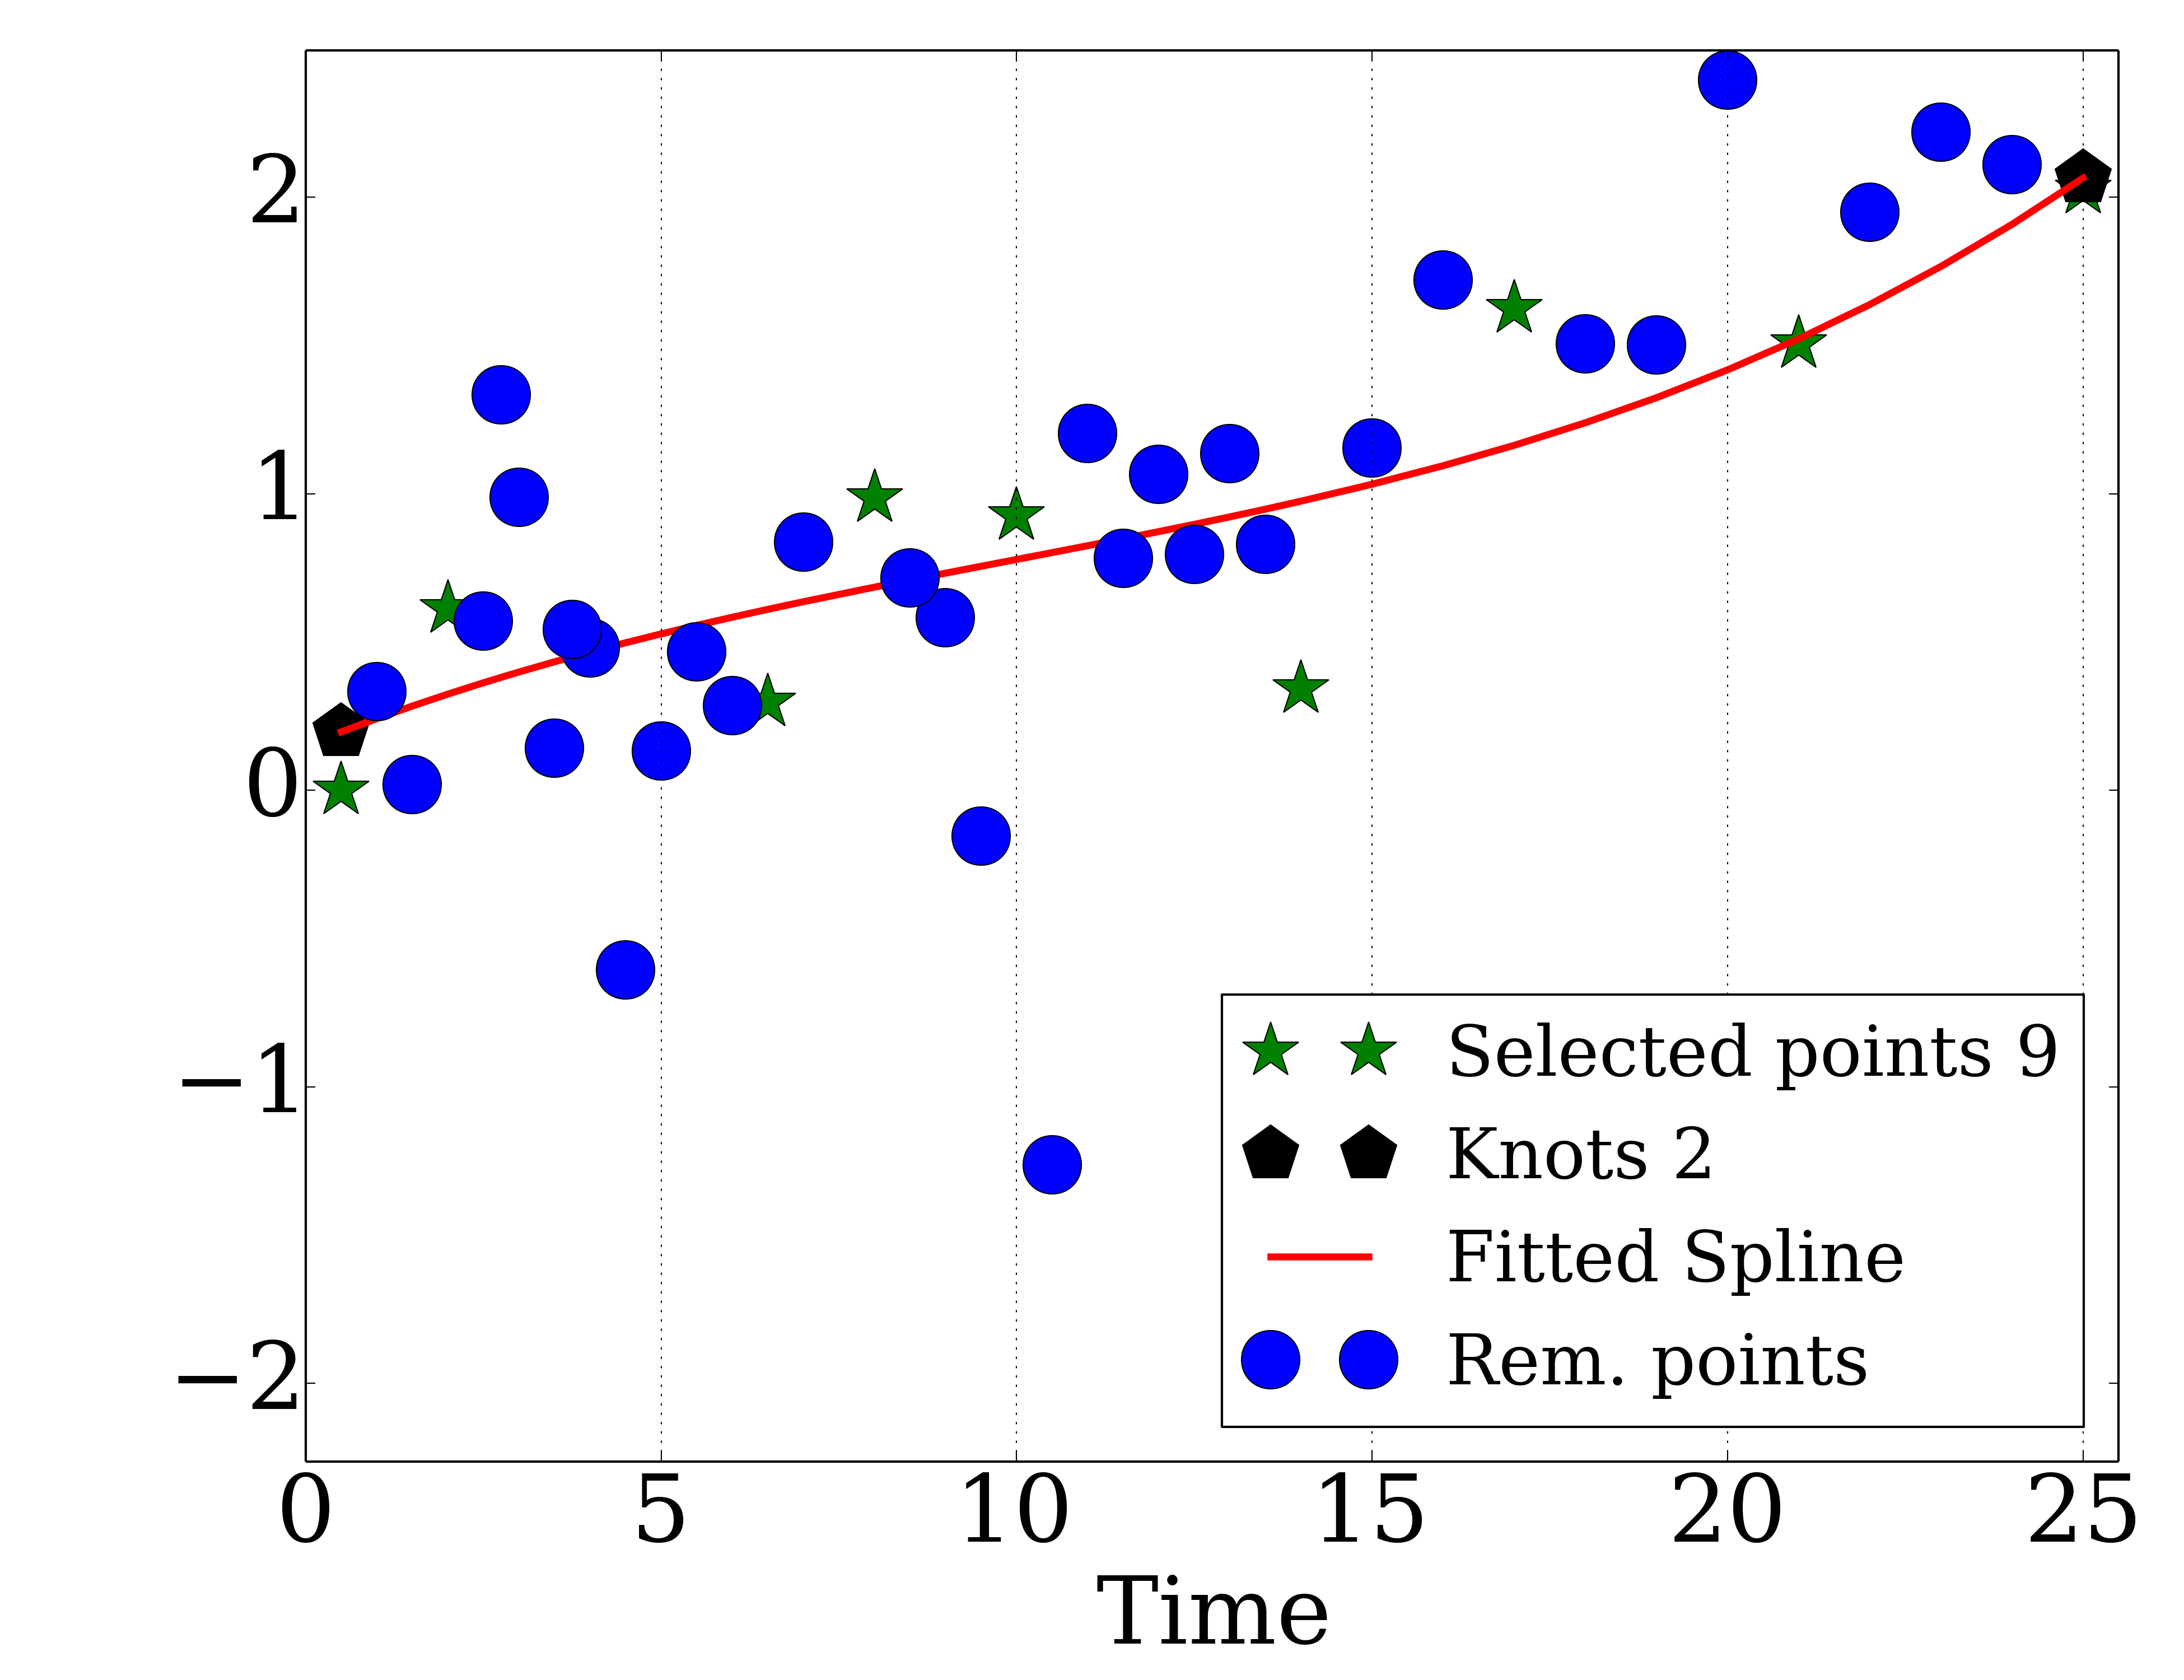 2
1
0
−1
−2
0 5 10 15 20 25
Time
Selected points 9
Knots 2
Fitted Spline
Rem. points